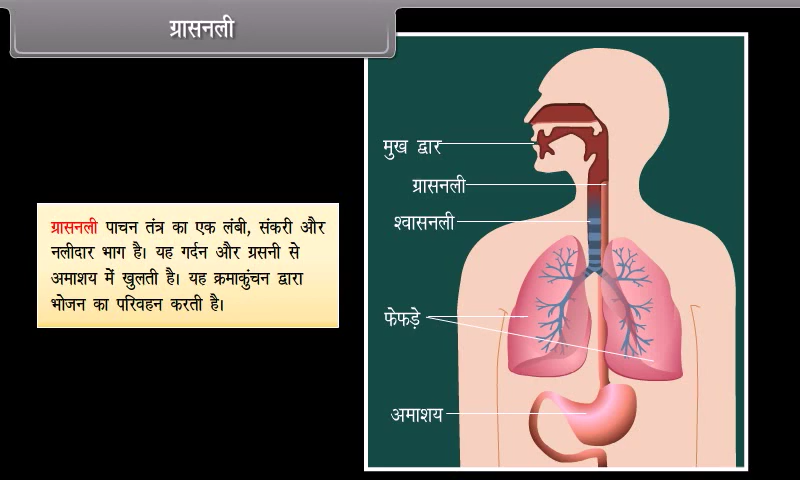 ग्रासनली
ग्रासनली पाचन तंत्र का एक लंबी, संकरी और
नलीदार भाग है। यह गर्दन और ग्रसनी से
अमाशय में खुलती है। यह क्रमाकुंचन द्वारा
भोजन का परिवहन करती है।
मुख द्वार
ग्रासनली
श्वासनली
फेफड़े
अमाशय